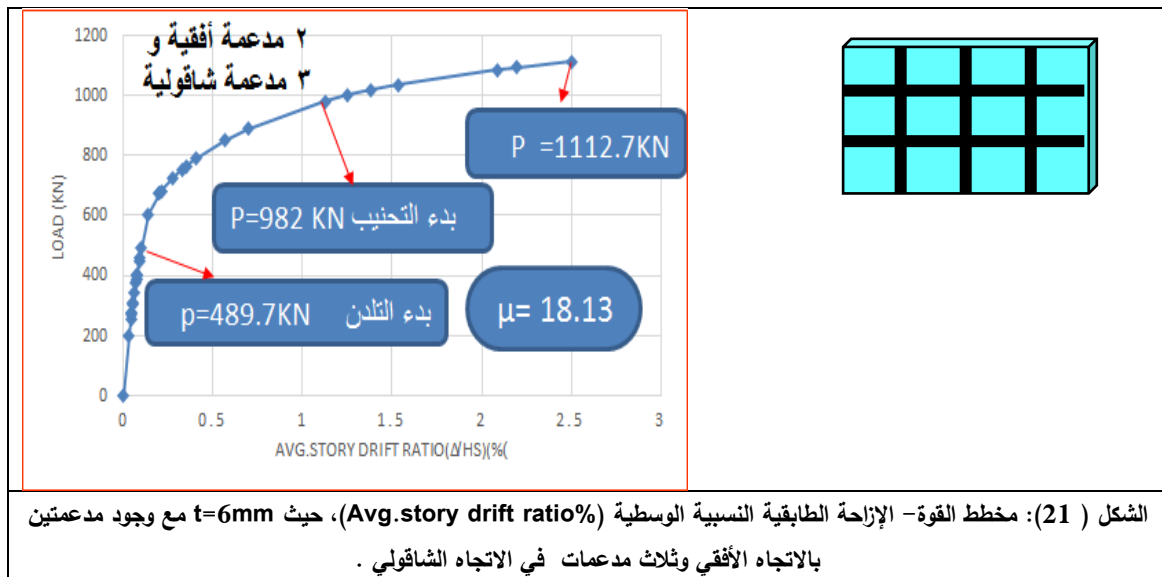 ٢ مدعمة أفقية و
٣ مدعمة شاقولية
1200
1000
800
600
400
200
0
LOAD (KN)
P =1112.7KN
P=982 KN بدء التحنيب
p=489.7KN بدء التلدن
μ= 18.13
0 0.5 1 1.5 2 2.5 3
AVG.STORY DRIFT RATIO(Δ/HS)(%(
الشكل ( 21): مخطط القوة- الإزاحة الطابقية النسبية الوسطية (Avg.story drift ratio%)، حيث t=6mm مع وجود مدعمتين
بالاتجاه الأفقي وثلاث مدعمات في الاتجاه الشاقولي .